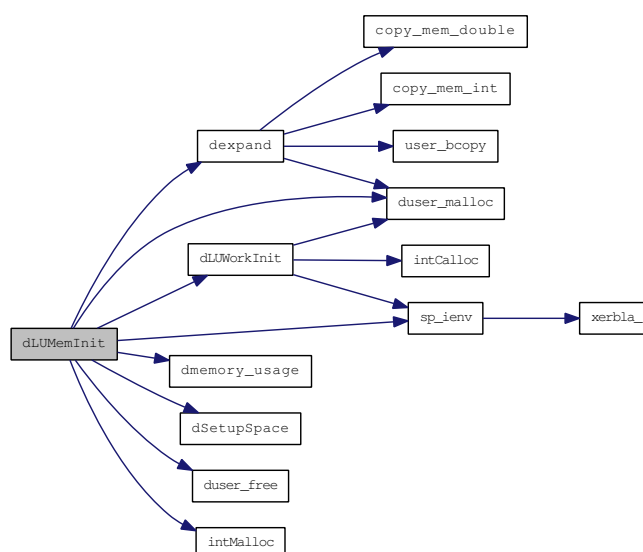 copy_mem_double
copy_mem_int
dexpand
user_bcopy
duser_malloc
dLUWorkInit
intCalloc
sp_ienv
xerbla_
dLUMemInit
dmemory_usage
dSetupSpace
duser_free
intMalloc